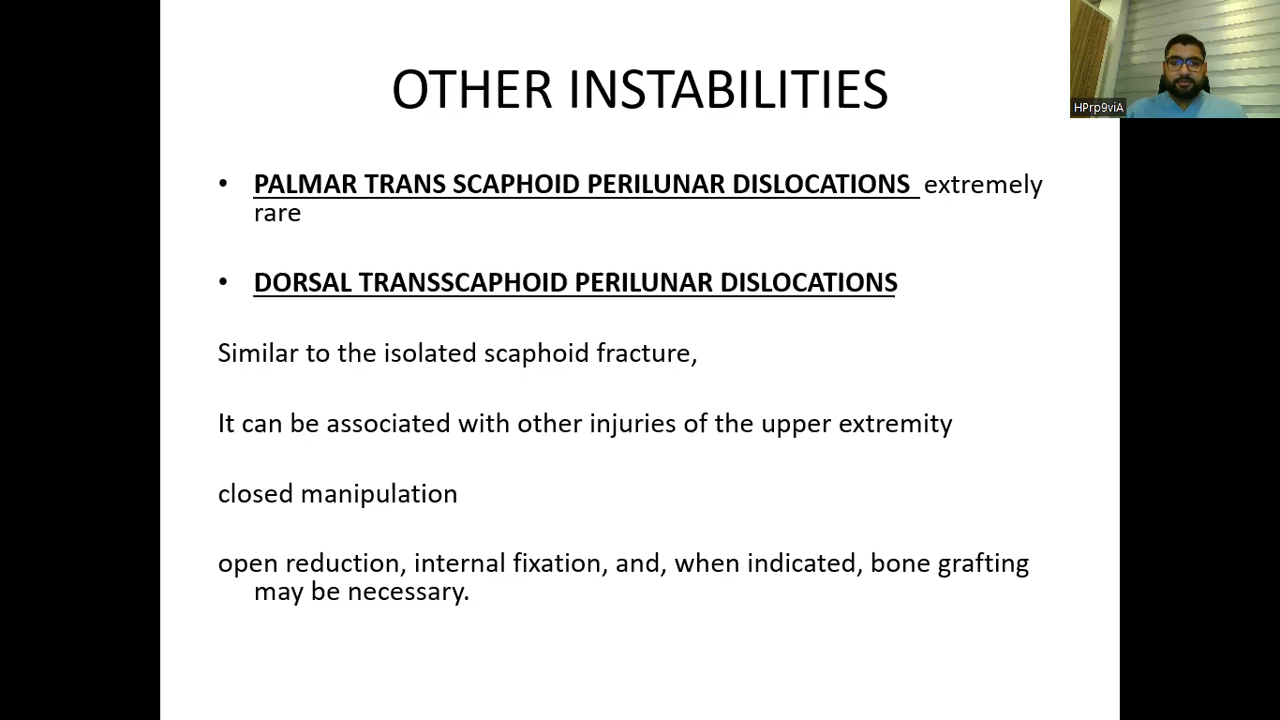 OTHER INSTABILITIES
HPrp9viA
• PALMAR TRANS SCAPHOID PERILUNAR DISLOCATIONS extremely
rare
• DORSAL TRANSSCAPHOID PERILUNAR DISLOCATIONS
Similar to the isolated scaphoid fracture,
It can be associated with other injuries of the upper extremity
closed manipulation
open reduction, internal fixation, and, when indicated, bone grafting
may be necessary.